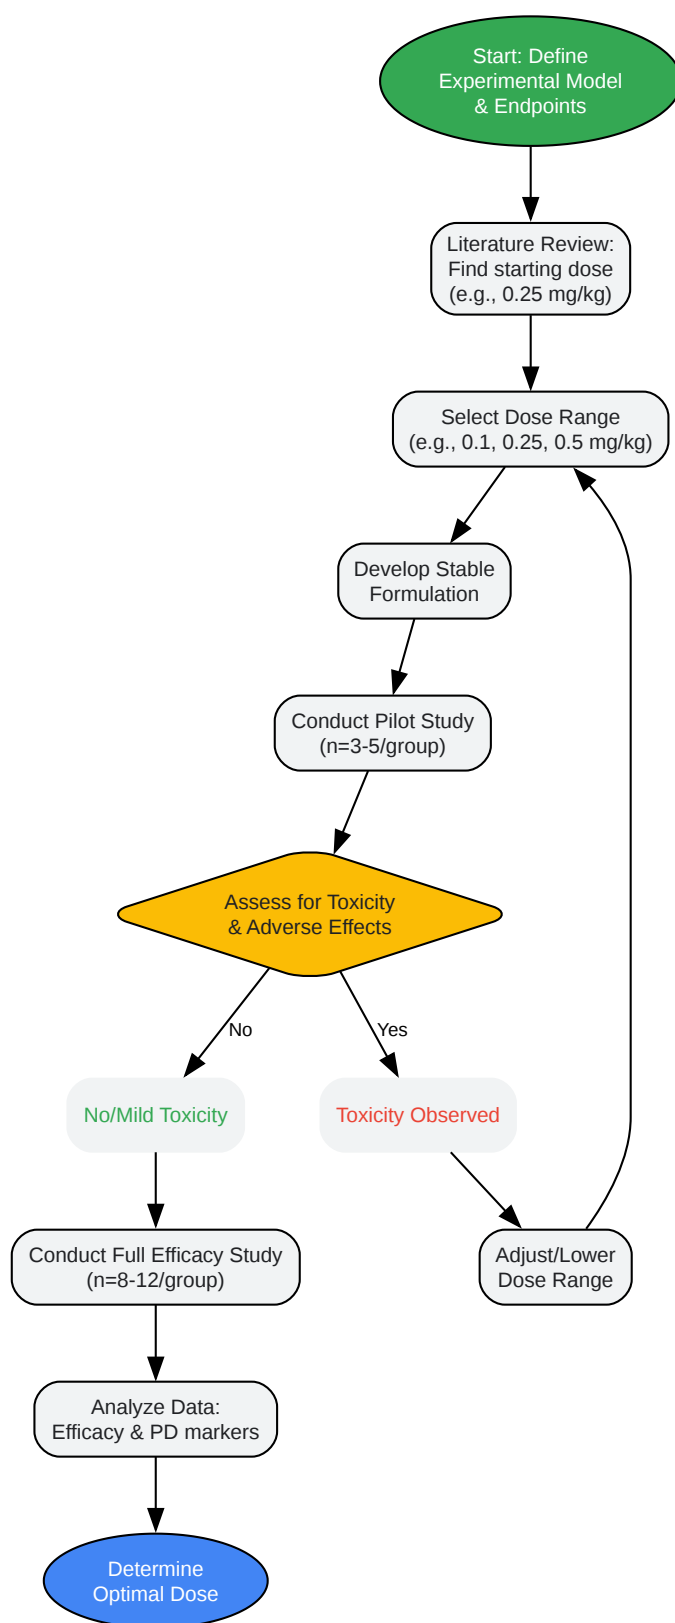 Start: Define
Experimental Model
& Endpoints
Literature Review:
Find starting dose
(e.g., 0.25 mg/kg)
Select Dose Range
(e.g., 0.1, 0.25, 0.5 mg/kg)
Develop Stable
Formulation
Conduct Pilot Study
(n=3-5/group)
Assess for Toxicity
& Adverse Effects
No
Yes
No/Mild Toxicity
Toxicity Observed
Conduct Full Efficacy Study
(n=8-12/group)
Adjust/Lower
Dose Range
Analyze Data:
Efficacy & PD markers
Determine
Optimal Dose